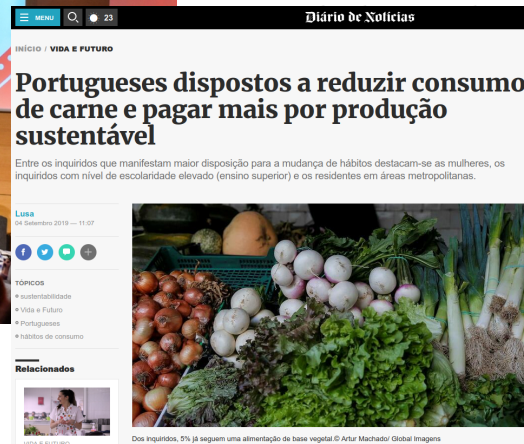 MENU
23
Diário de Notícias
INÍCIO / VIDA E FUTURO
Portugueses dispostos a reduzir consumo
de carne e pagar mais por produção
sustentável
Entre os inquiridos que manifestam maior disposição para a mudança de hábitos destacam-se as mulheres, os
inquiridos com nível de escolaridade elevado (ensino superior) e os residentes em áreas metropolitanas.
Lusa
04 Setembro 2019 — 11:07
TÓPICOS
sustentabilidade
Vida e Futuro
Portugueses
hábitos de consumo
Relacionados
VIDA E FUTURO
Dos inquiridos, 5% já seguem uma alimentação de base vegetal.© Artur Machado/ Global Imagens